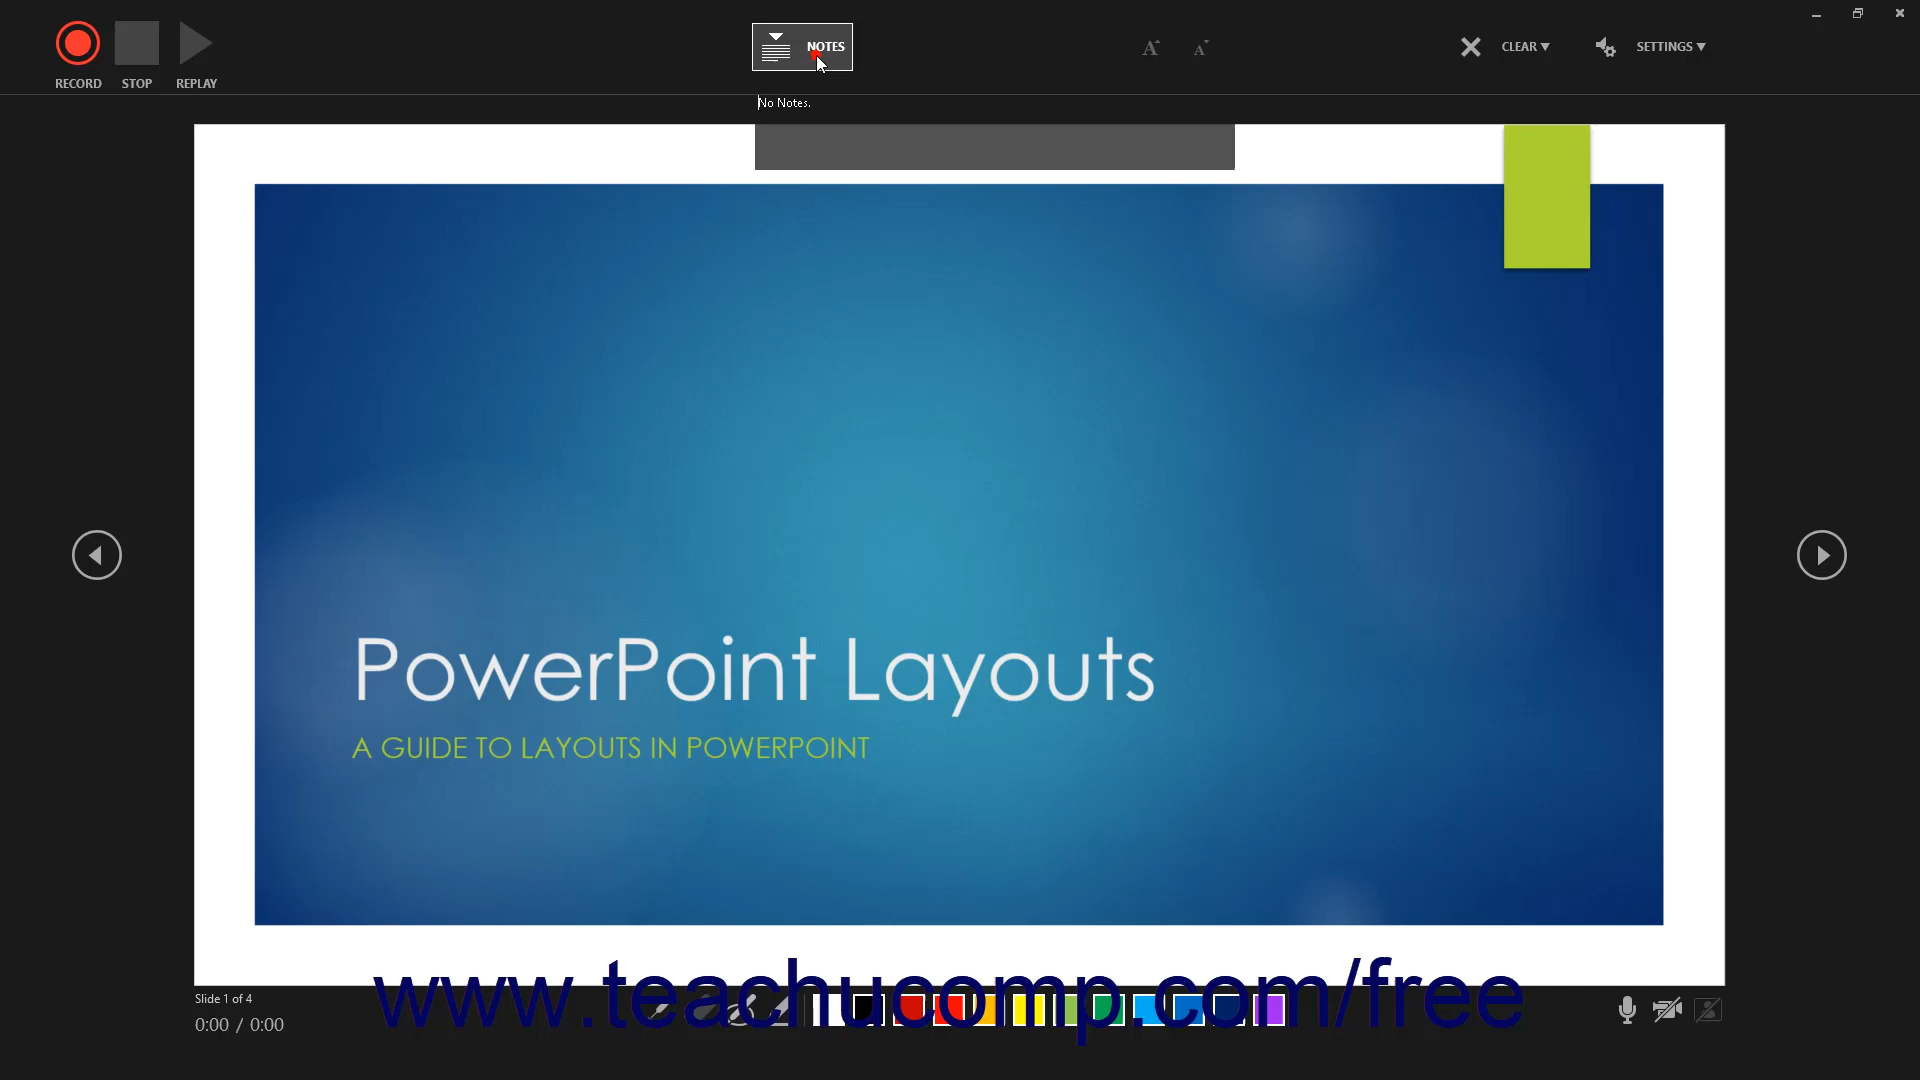 RECORD STOP REPLAY
NOTES
A A
CLEAR SETTINGS
No Notes.
PowerPoint Layouts
A GUIDE TO LAYOUTS IN POWERPOINT
www.teachucomp.com/free
Slide 1 of 4
0:00 / 0:00